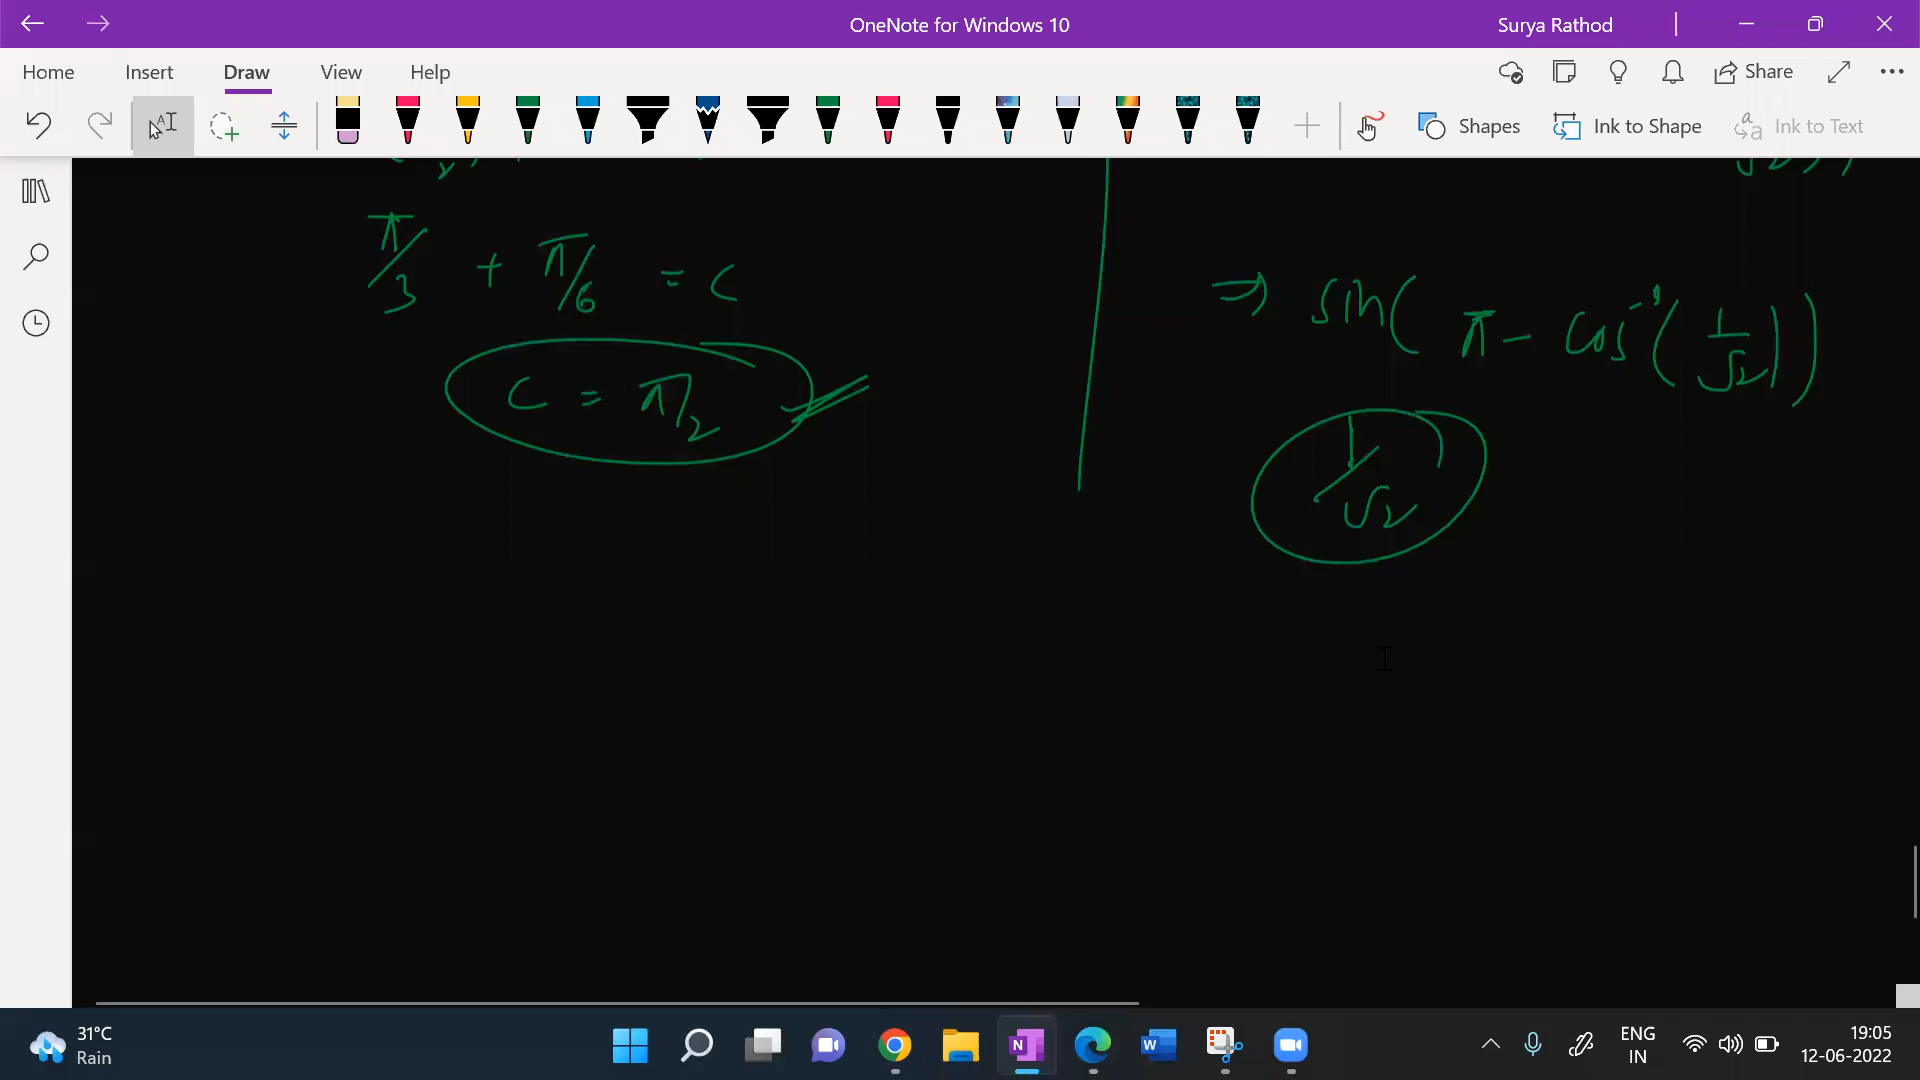 OneNote for Windows 10
Surya Rathod
Home Insert Draw View Help
Share
Shapes Ink to Shape Ink to Text
π/3 + π/6 = c
c = π/2
⇒ sin( π - cos⁻¹( 1/√2 ))
1/√2
31°C
Rain
ENG
IN
19:05
12-06-2022